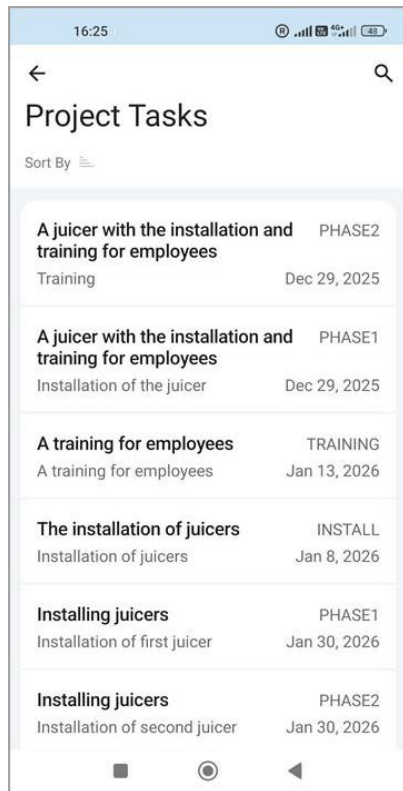 16:25 R 4G+ 48
Project Tasks
Sort By
A juicer with the installation and PHASE2
training for employees
Training Dec 29, 2025
A juicer with the installation and PHASE1
training for employees
Installation of the juicer Dec 29, 2025
A training for employees TRAINING
A training for employees Jan 13, 2026
The installation of juicers INSTALL
Installation of juicers Jan 8, 2026
Installing juicers PHASE1
Installation of first juicer Jan 30, 2026
Installing juicers PHASE2
Installation of second juicer Jan 30, 2026